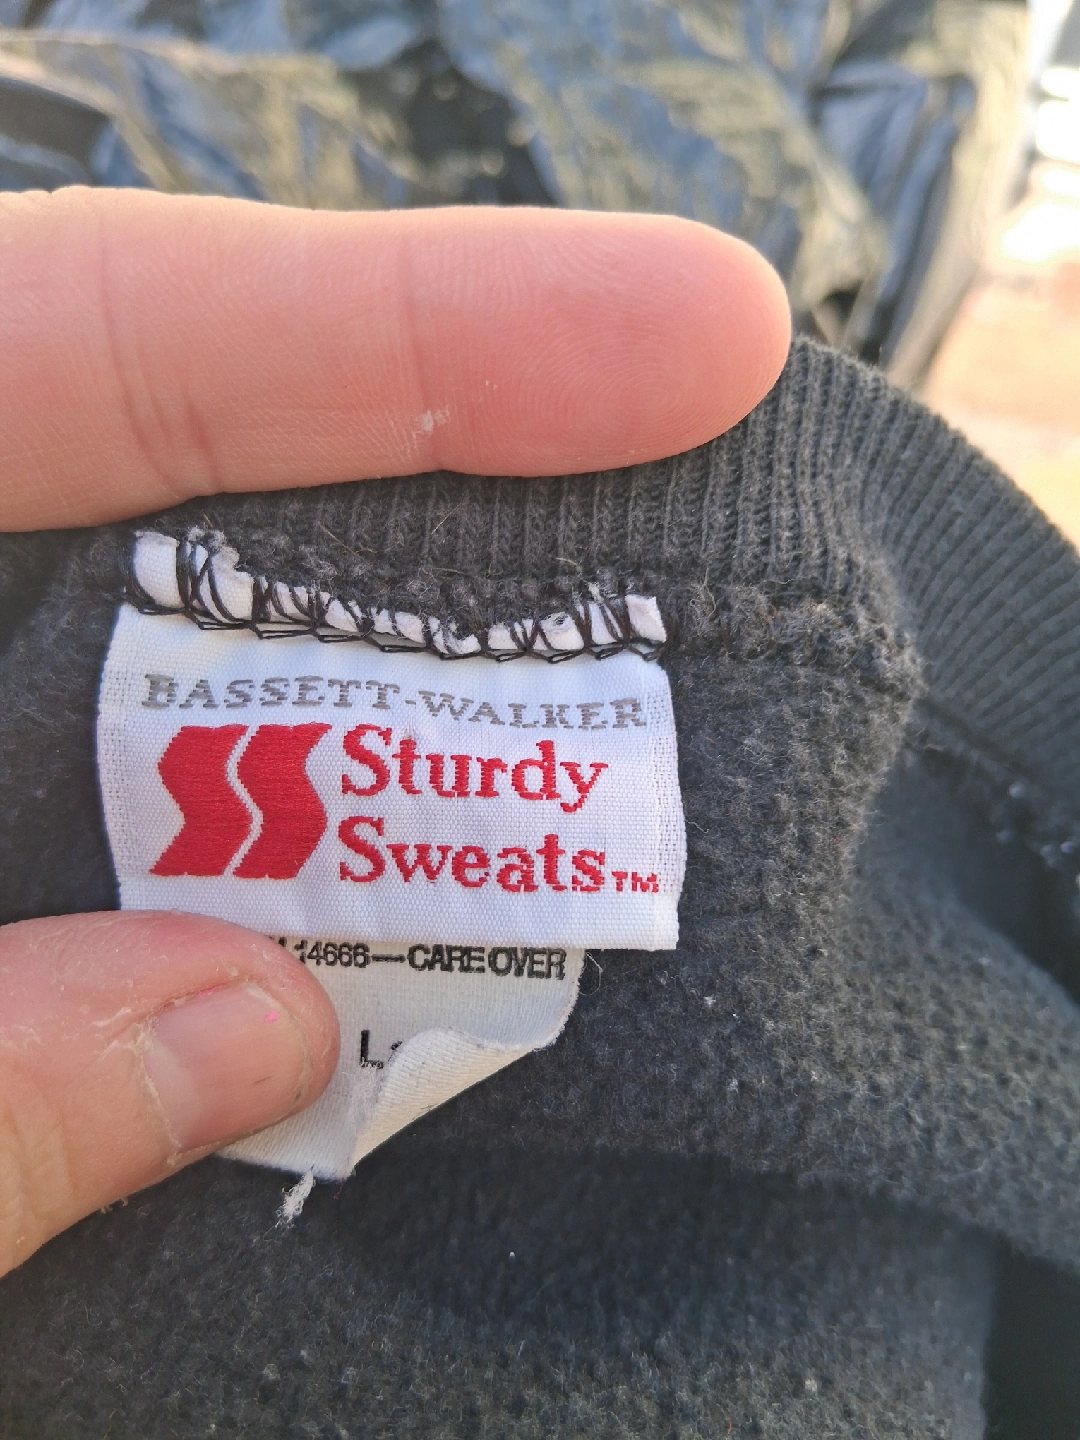 BASSETT-WALKER
Sturdy
Sweats™
14666—CARE OVER
L